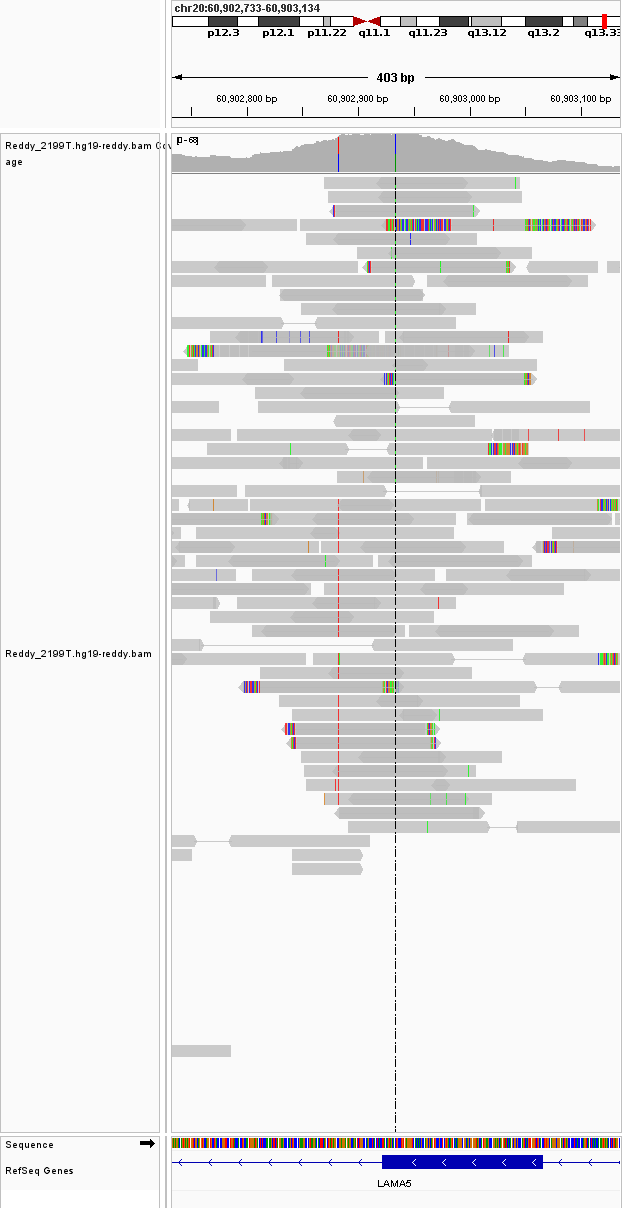 chr20:60,902,733-60,903,134
p12.3 p12.1 p11.22 q11.1 q11.23 q13.12 q13.2 q13.33
403 bp
60,902,800 bp 60,902,900 bp 60,903,000 bp 60,903,100 bp
Reddy_2199T.hg19-reddy.bam Cov
age
[0-68]
Reddy_2199T.hg19-reddy.bam
Sequence
RefSeq Genes
LAMA5